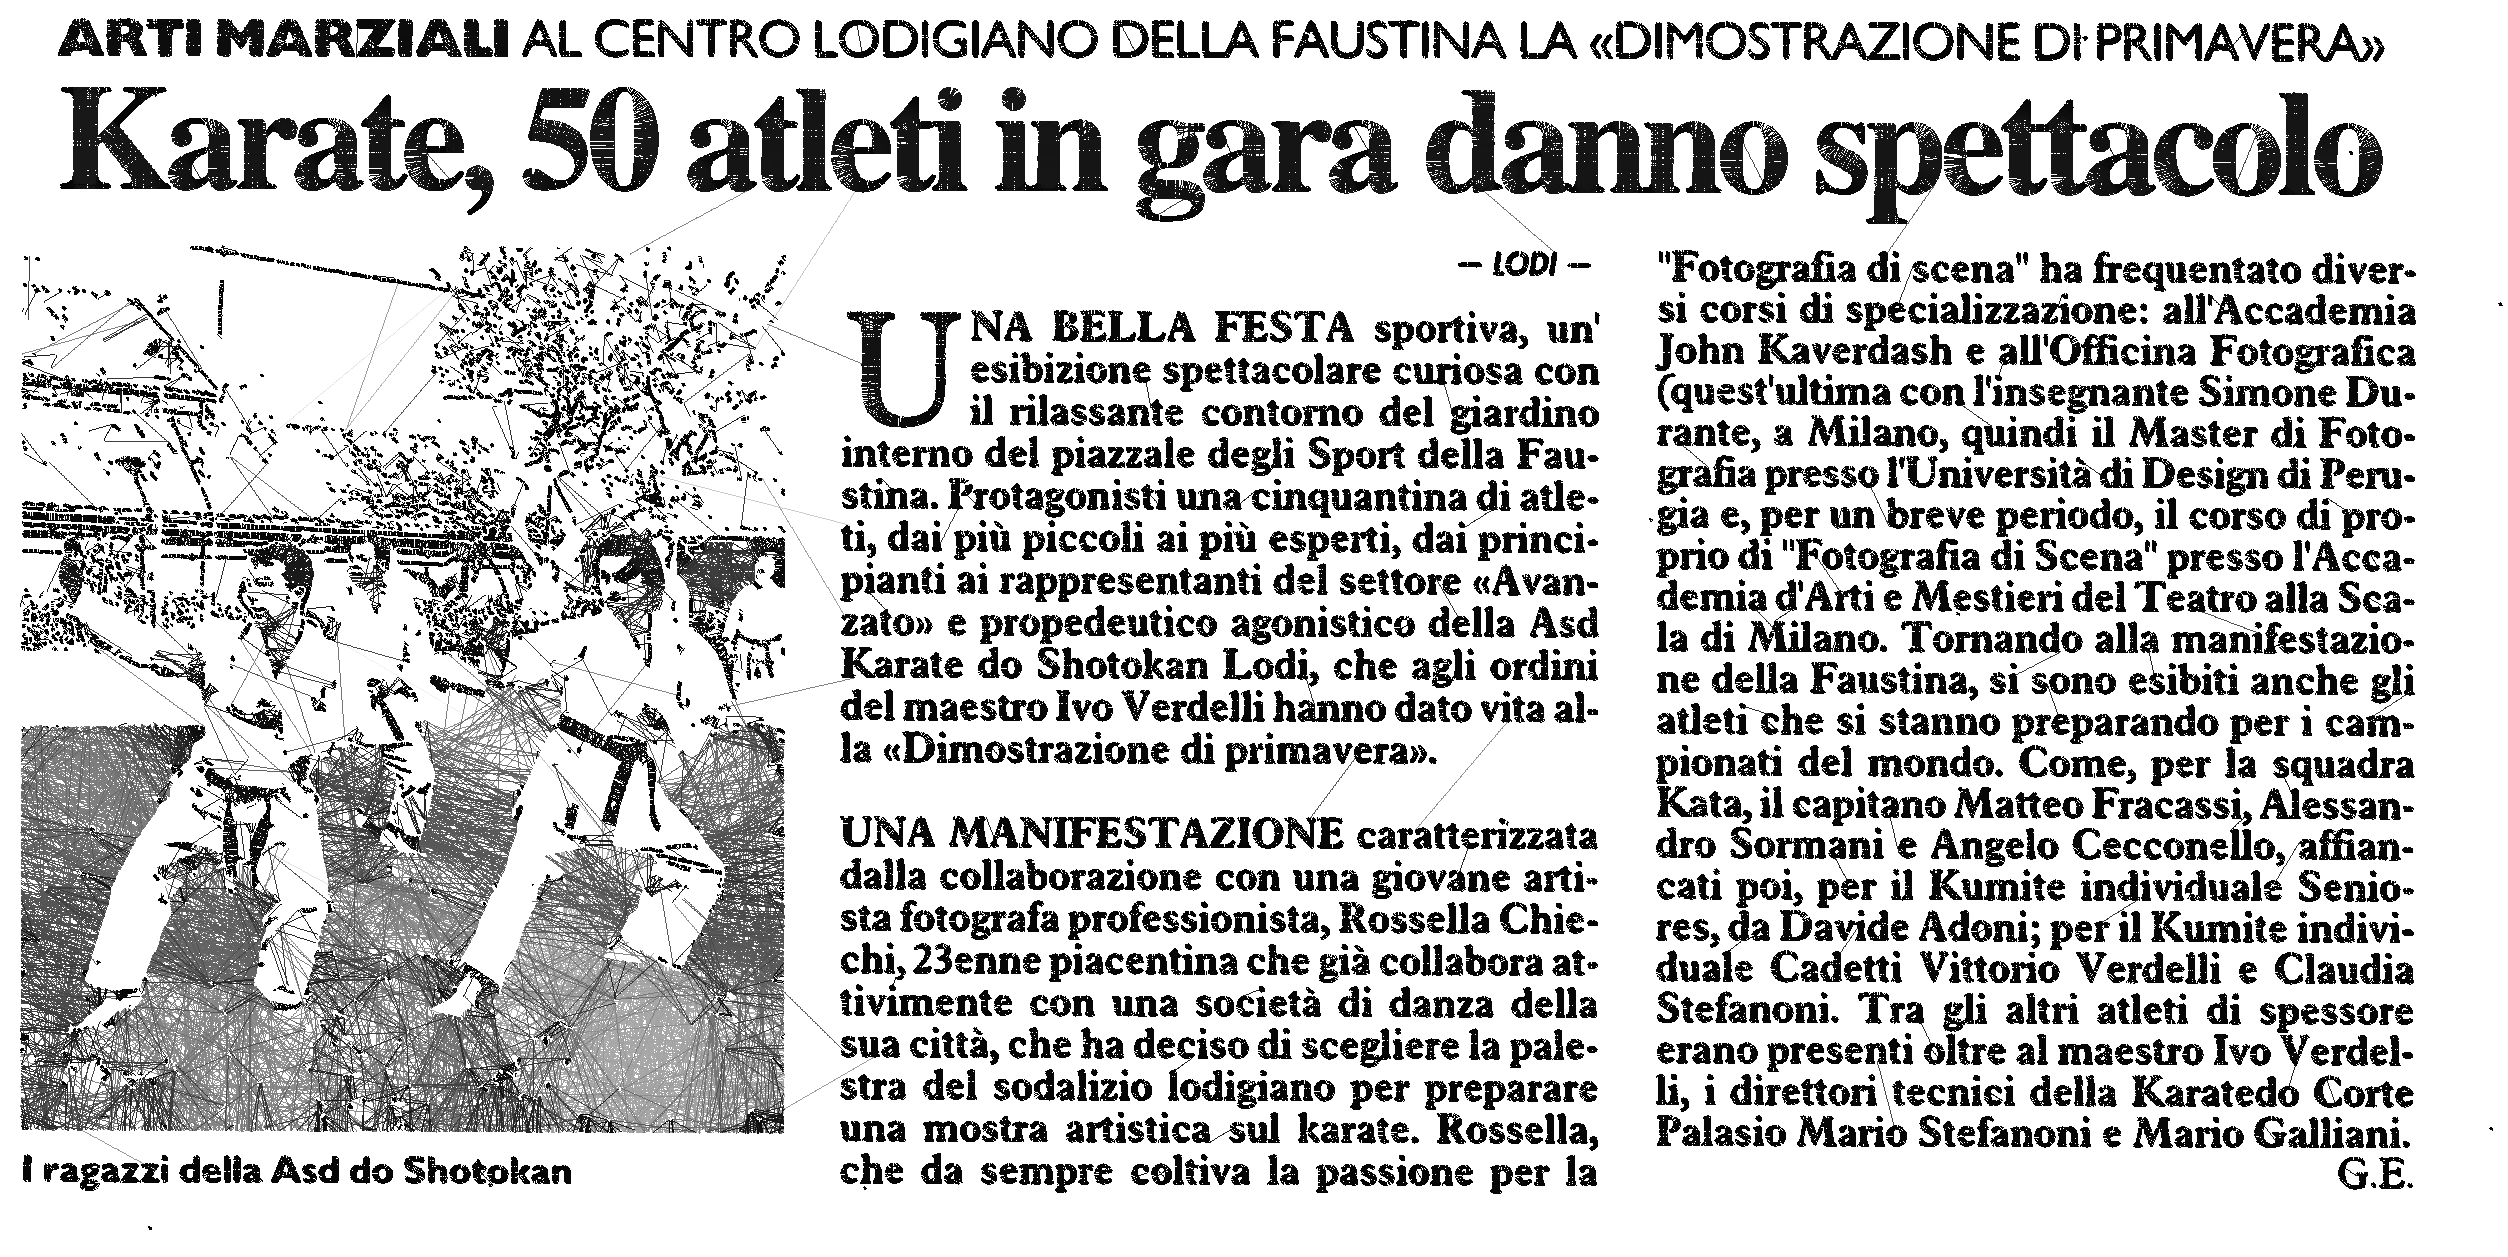 ARTI MARZIALI AL CENTRO LODIGIANO DELLA FAUSTINA LA «DIMOSTRAZIONE DI PRIMAVERA»
Karate, 50 atleti in gara danno spettacolo
– LODI –
UNA BELLA FESTA sportiva, un'
esibizione spettacolare curiosa con
il rilassante contorno del giardino
interno del piazzale degli Sport della Fau-
stina. Protagonisti una cinquantina di atle-
ti, dai più piccoli ai più esperti, dai princi-
pianti ai rappresentanti del settore «Avan-
zato» e propedeutico agonistico della Asd
Karate do Shotokan Lodi, che agli ordini
del maestro Ivo Verdelli hanno dato vita al-
la «Dimostrazione di primavera».
UNA MANIFESTAZIONE caratterizzata
dalla collaborazione con una giovane arti-
sta fotografa professionista, Rossella Chie-
chi, 23enne piacentina che già collabora at-
tivimente con una società di danza della
sua città, che ha deciso di scegliere la pale-
stra del sodalizio lodigiano per preparare
una mostra artistica sul karate. Rossella,
che da sempre coltiva la passione per la
"Fotografia di scena" ha frequentato diver-
si corsi di specializzazione: all'Accademia
John Kaverdash e all'Officina Fotografica
(quest'ultima con l'insegnante Simone Du-
rante, a Milano, quindi il Master di Foto-
grafia presso l'Università di Design di Peru-
gia e, per un breve periodo, il corso di pro-
prio di "Fotografia di Scena" presso l'Acca-
demia d'Arti e Mestieri del Teatro alla Sca-
la di Milano. Tornando alla manifestazio-
ne della Faustina, si sono esibiti anche gli
atleti che si stanno preparando per i cam-
pionati del mondo. Come, per la squadra
Kata, il capitano Matteo Fracassi, Alessan-
dro Sormani e Angelo Cecconello, affian-
cati poi, per il Kumite individuale Senio-
res, da Davide Adoni; per il Kumite indivi-
duale Cadetti Vittorio Verdelli e Claudia
Stefanoni. Tra gli altri atleti di spessore
erano presenti oltre al maestro Ivo Verdel-
li, i direttori tecnici della Karatedo Corte
Palasio Mario Stefanoni e Mario Galliani.
G.E.
I ragazzi della Asd do Shotokan